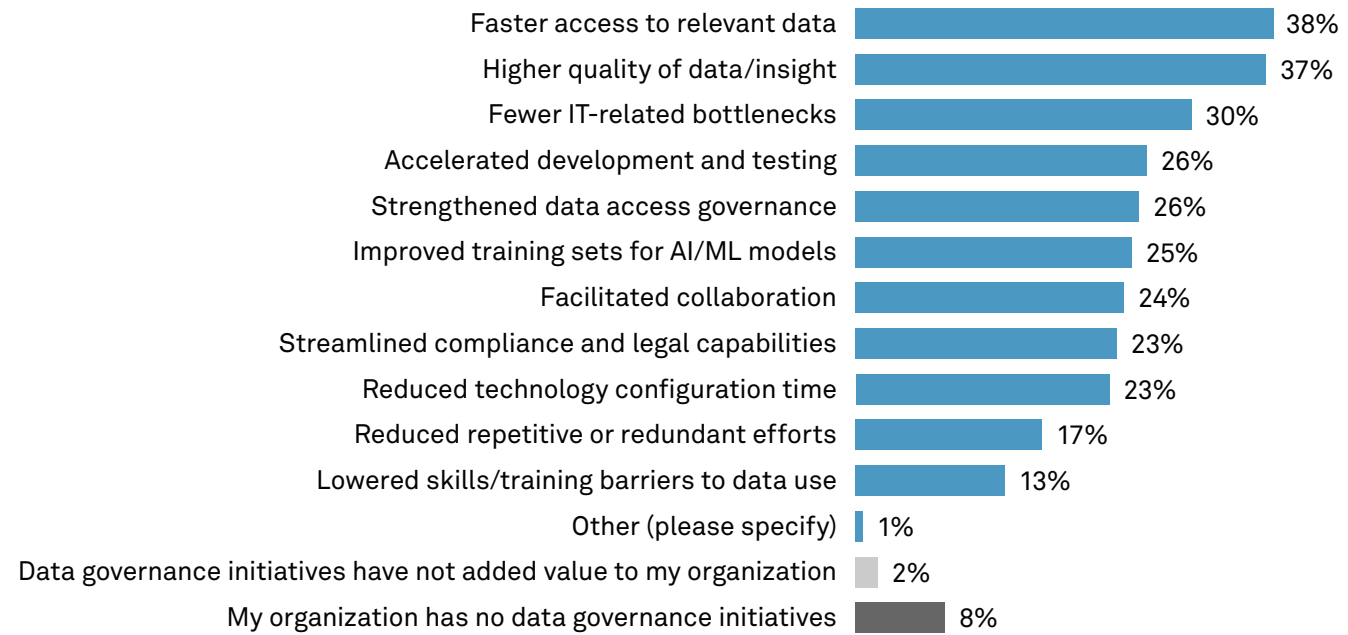 Faster access to relevant data 38%
Higher quality of data/insight 37%
Fewer IT-related bottlenecks 30%
Accelerated development and testing 26%
Strengthened data access governance 26%
Improved training sets for AI/ML models 25%
Facilitated collaboration 24%
Streamlined compliance and legal capabilities 23%
Reduced technology configuration time 23%
Reduced repetitive or redundant efforts 17%
Lowered skills/training barriers to data use 13%
Other (please specify) 1%
Data governance initiatives have not added value to my organization 2%
My organization has no data governance initiatives 8%